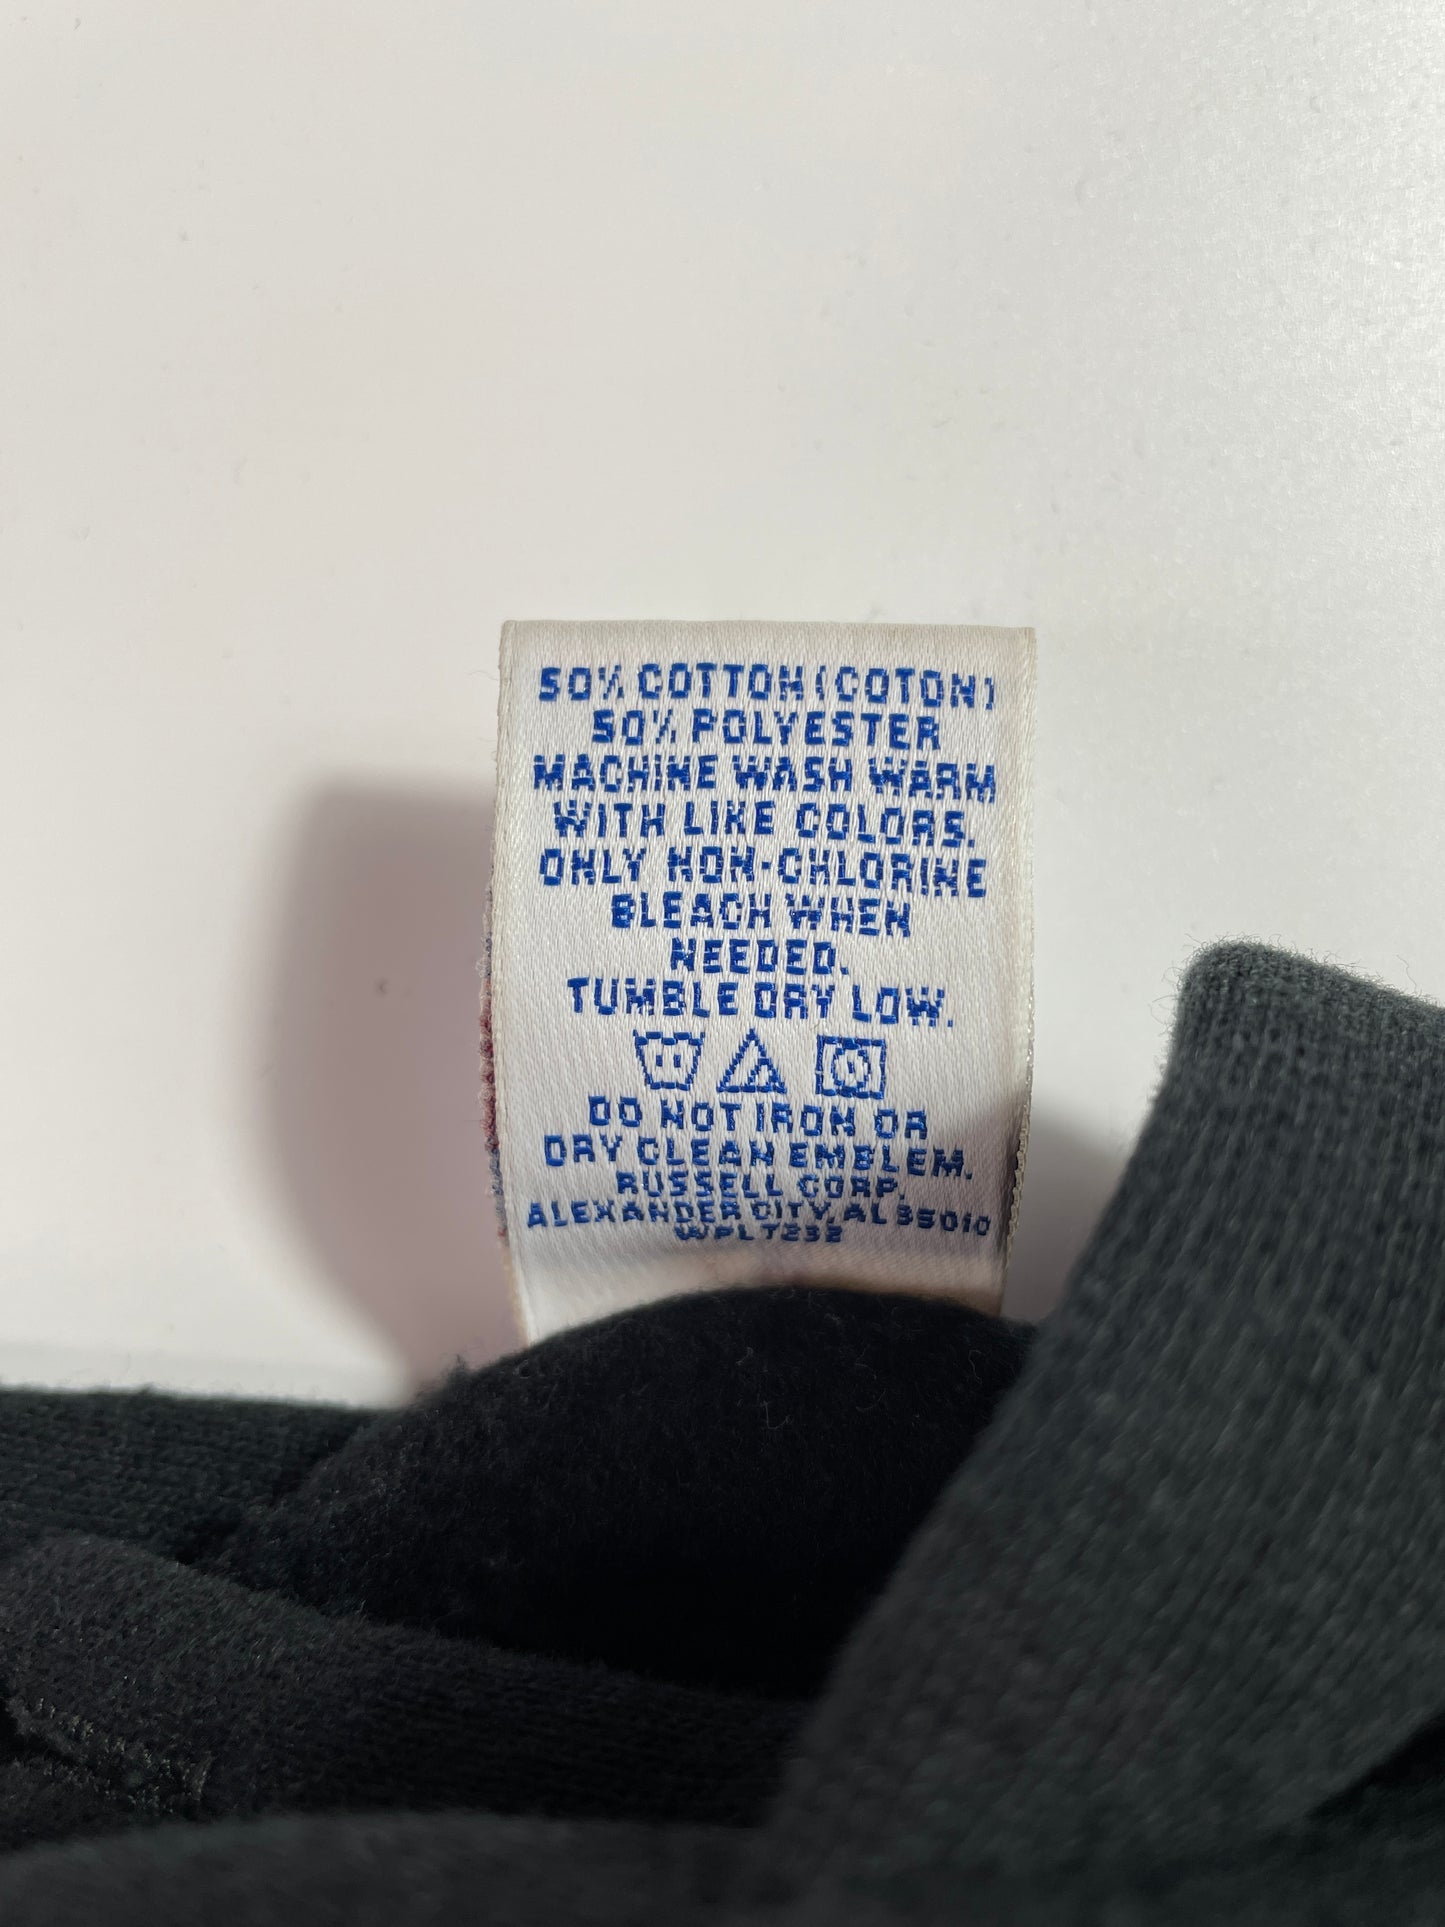 50% COTTON (COTON)
50% POLYESTER
MACHINE WASH WARM
WITH LIKE COLORS.
ONLY NON-CHLORINE
BLEACH WHEN
NEEDED.
TUMBLE DRY LOW.
DO NOT IRON OR
DRY CLEAN EMBLEM.
RUSSELL CORP.
ALEXANDER CITY, AL 35010
WPL 7232